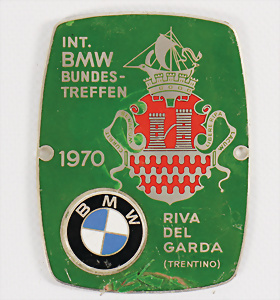 INT.
BMW
BUNDES-
TREFFEN
1970
BMW
RIVA
DEL
GARDA
(TRENTINO)